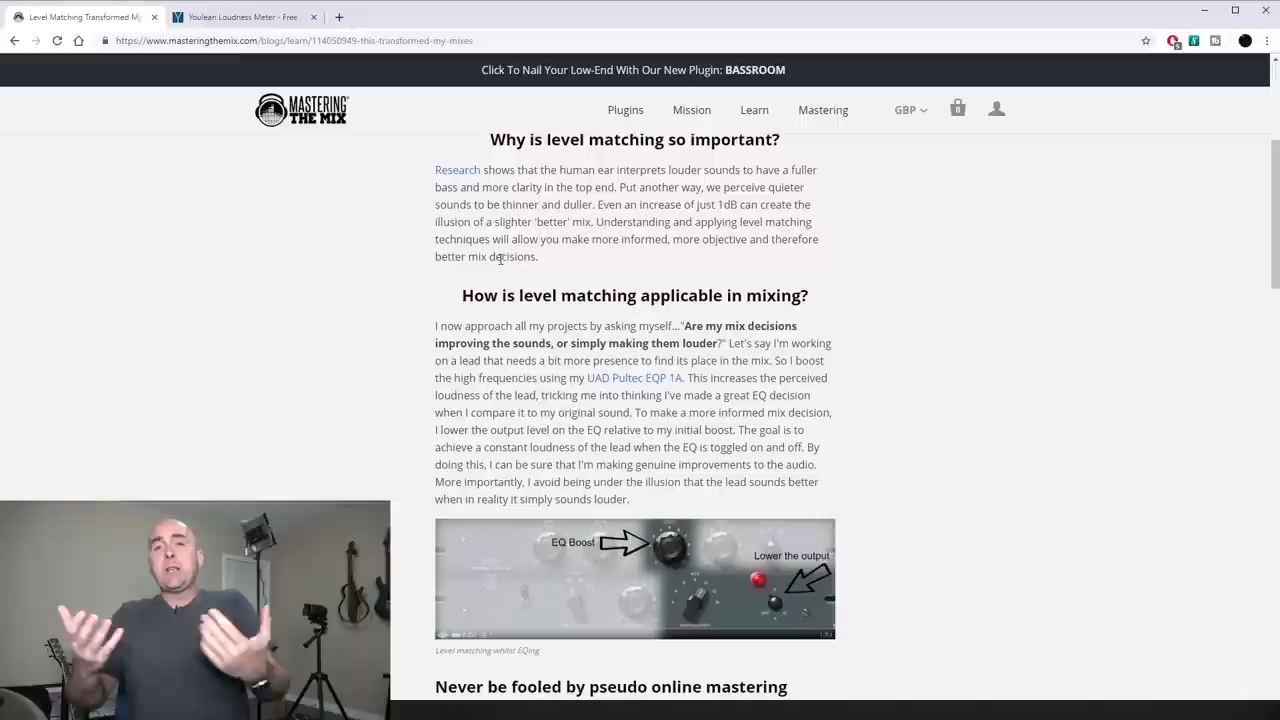 Level Matching Transformed My
Youlean Loudness Meter - Free
https://www.masteringthemix.com/blogs/learn/114050949-this-transformed-my-mixes
Click To Nail Your Low-End With Our New Plugin: BASSROOM
MASTERING
THE MIX
Plugins
Mission
Learn
Mastering
GBP
0
Why is level matching so important?
Research shows that the human ear interprets louder sounds to have a fuller
bass and more clarity in the top end. Put another way, we perceive quieter
sounds to be thinner and duller. Even an increase of just 1dB can create the
illusion of a slighter 'better' mix. Understanding and applying level matching
techniques will allow you make more informed, more objective and therefore
better mix decisions.
How is level matching applicable in mixing?
I now approach all my projects by asking myself..."Are my mix decisions
improving the sounds, or simply making them louder?" Let's say I'm working
on a lead that needs a bit more presence to find its place in the mix. So I boost
the high frequencies using my UAD Pultec EQP 1A. This increases the perceived
loudness of the lead, tricking me into thinking I've made a great EQ decision
when I compare it to my original sound. To make a more informed mix decision,
I lower the output level on the EQ relative to my initial boost. The goal is to
achieve a constant loudness of the lead when the EQ is toggled on and off. By
doing this, I can be sure that I'm making genuine improvements to the audio.
More importantly, I avoid being under the illusion that the lead sounds better
when in reality it simply sounds louder.
EQ Boost
Lower the output
Level matching whilst EQing
Never be fooled by pseudo online mastering